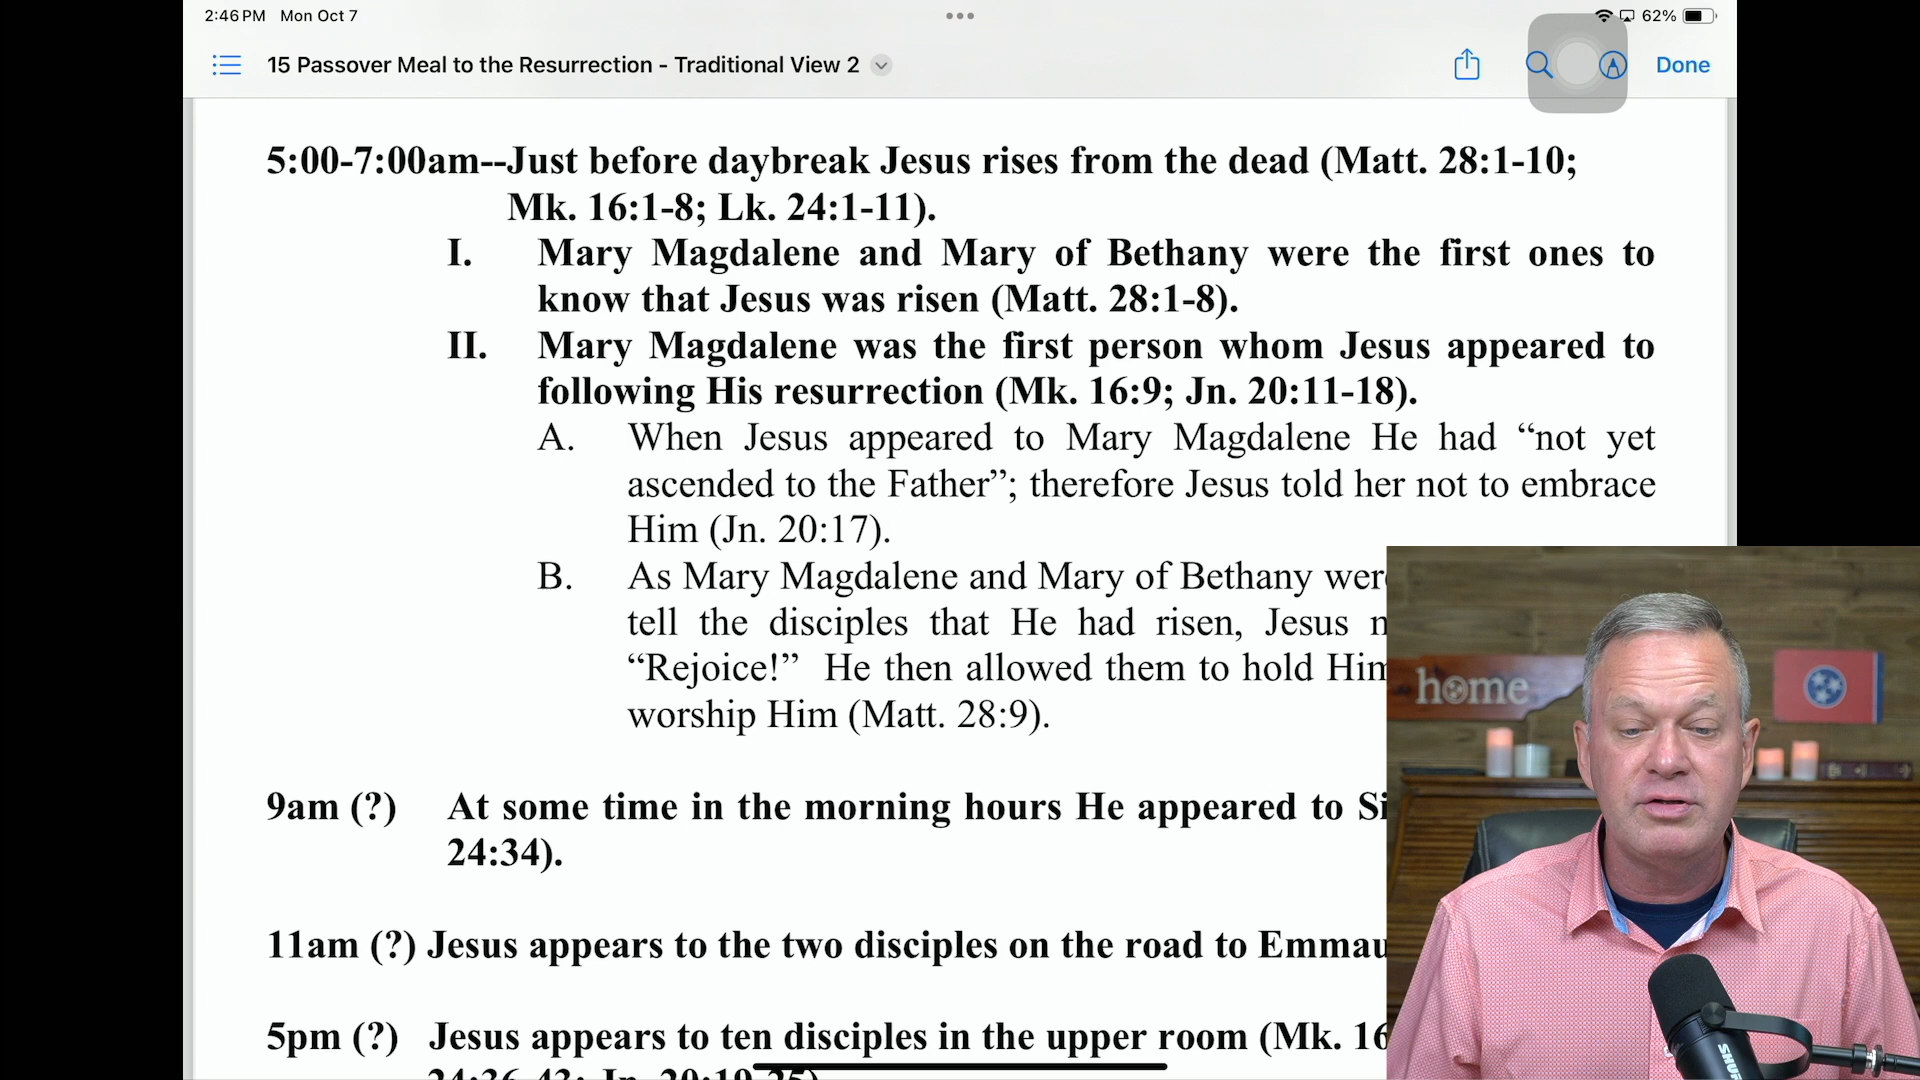 2:46 PM Mon Oct 7
62%
15 Passover Meal to the Resurrection - Traditional View 2
Done
5:00-7:00am--Just before daybreak Jesus rises from the dead (Matt. 28:1-10;
Mk. 16:1-8; Lk. 24:1-11).
I. Mary Magdalene and Mary of Bethany were the first ones to
know that Jesus was risen (Matt. 28:1-8).
II. Mary Magdalene was the first person whom Jesus appeared to
following His resurrection (Mk. 16:9; Jn. 20:11-18).
A. When Jesus appeared to Mary Magdalene He had “not yet
ascended to the Father”; therefore Jesus told her not to embrace
Him (Jn. 20:17).
B. As Mary Magdalene and Mary of Bethany
tell the disciples that He had risen, Jesus
“Rejoice!” He then allowed them to hold
worship Him (Matt. 28:9).
9am (?) At some time in the morning hours He appeared to
24:34).
11am (?) Jesus appears to the two disciples on the road to
5pm (?) Jesus appears to ten disciples in the upper room (Mk.
home
SHURE